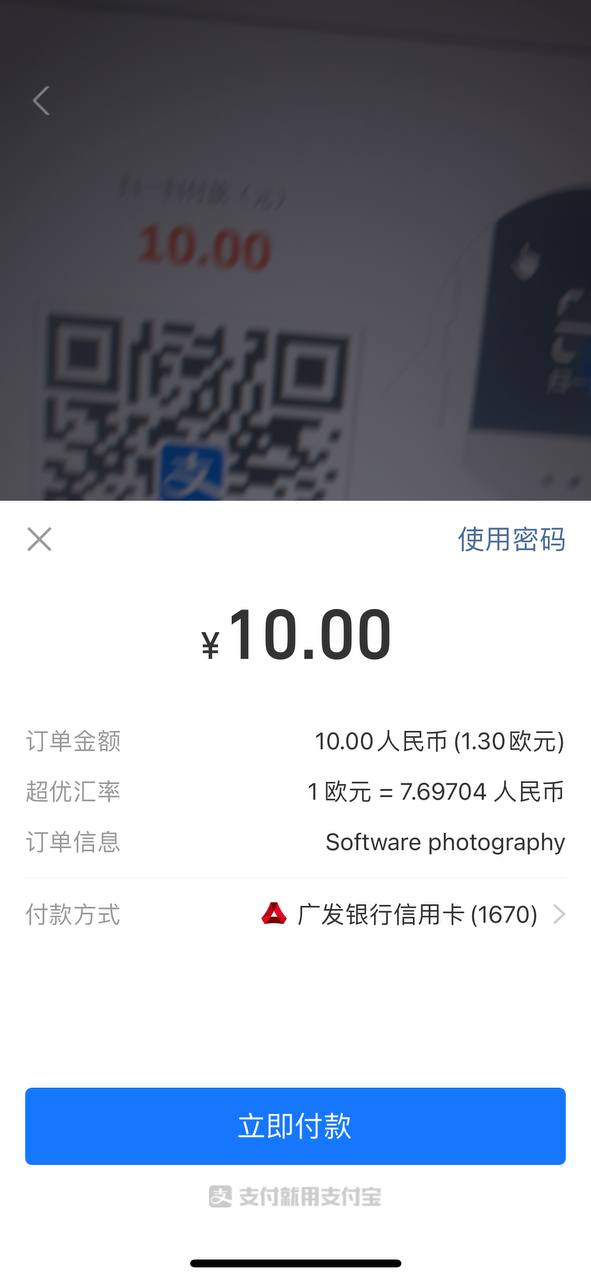 10.00
支
使用密码
¥10.00
订单金额 10.00人民币(1.30欧元)
超优汇率 1 欧元 = 7.69704 人民币
订单信息 Software photography
付款方式 广发银行信用卡(1670)
立即付款
支 支付就用支付宝